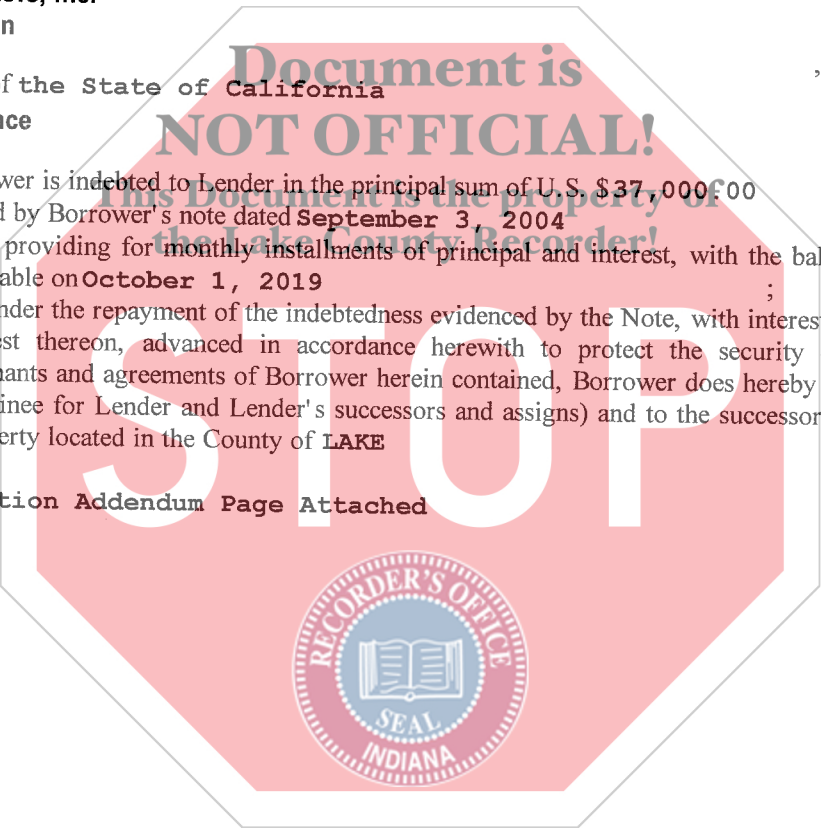 n
Document is
f the State of California ,
nce
NOT OFFICIAL!
wer is indebted to Lender in the principal sum of U.S. $37,000.00
This Document is the property of
d by Borrower's note dated September 3, 2004
the Lake County Recorder!
providing for monthly installments of principal and interest, with the bal
able on October 1, 2019 ;
nder the repayment of the indebtedness evidenced by the Note, with interes
st thereon, advanced in accordance herewith to protect the security
nants and agreements of Borrower herein contained, Borrower does hereby
inee for Lender and Lender's successors and assigns) and to the successor
erty located in the County of LAKE
STOP
tion Addendum Page Attached
RECORDER'S OFFICE
SEAL
INDIANA